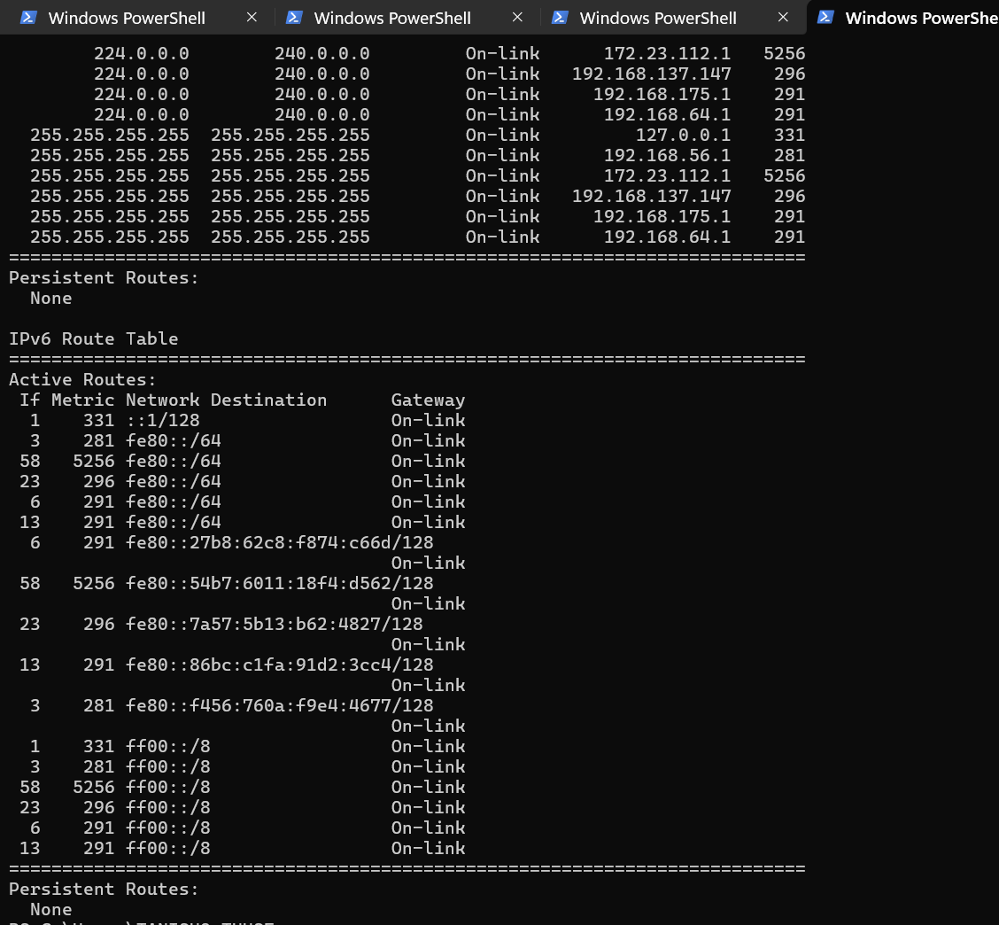 Windows PowerShell Windows PowerShell Windows PowerShell Windows PowerShe
224.0.0.0 240.0.0.0 On-link 172.23.112.1 5256
224.0.0.0 240.0.0.0 On-link 192.168.137.147 296
224.0.0.0 240.0.0.0 On-link 192.168.175.1 291
224.0.0.0 240.0.0.0 On-link 192.168.64.1 291
255.255.255.255 255.255.255.255 On-link 127.0.0.1 331
255.255.255.255 255.255.255.255 On-link 192.168.56.1 281
255.255.255.255 255.255.255.255 On-link 172.23.112.1 5256
255.255.255.255 255.255.255.255 On-link 192.168.137.147 296
255.255.255.255 255.255.255.255 On-link 192.168.175.1 291
255.255.255.255 255.255.255.255 On-link 192.168.64.1 291
===========================================================================
Persistent Routes:
None
IPv6 Route Table
===========================================================================
Active Routes:
If Metric Network Destination Gateway
1 331 ::1/128 On-link
3 281 fe80::/64 On-link
58 5256 fe80::/64 On-link
23 296 fe80::/64 On-link
6 291 fe80::/64 On-link
13 291 fe80::/64 On-link
6 291 fe80::27b8:62c8:f874:c66d/128
On-link
58 5256 fe80::54b7:6011:18f4:d562/128
On-link
23 296 fe80::7a57:5b13:b62:4827/128
On-link
13 291 fe80::86bc:c1fa:91d2:3cc4/128
On-link
3 281 fe80::f456:760a:f9e4:4677/128
On-link
1 331 ff00::/8 On-link
3 281 ff00::/8 On-link
58 5256 ff00::/8 On-link
23 296 ff00::/8 On-link
6 291 ff00::/8 On-link
13 291 ff00::/8 On-link
===========================================================================
Persistent Routes:
None